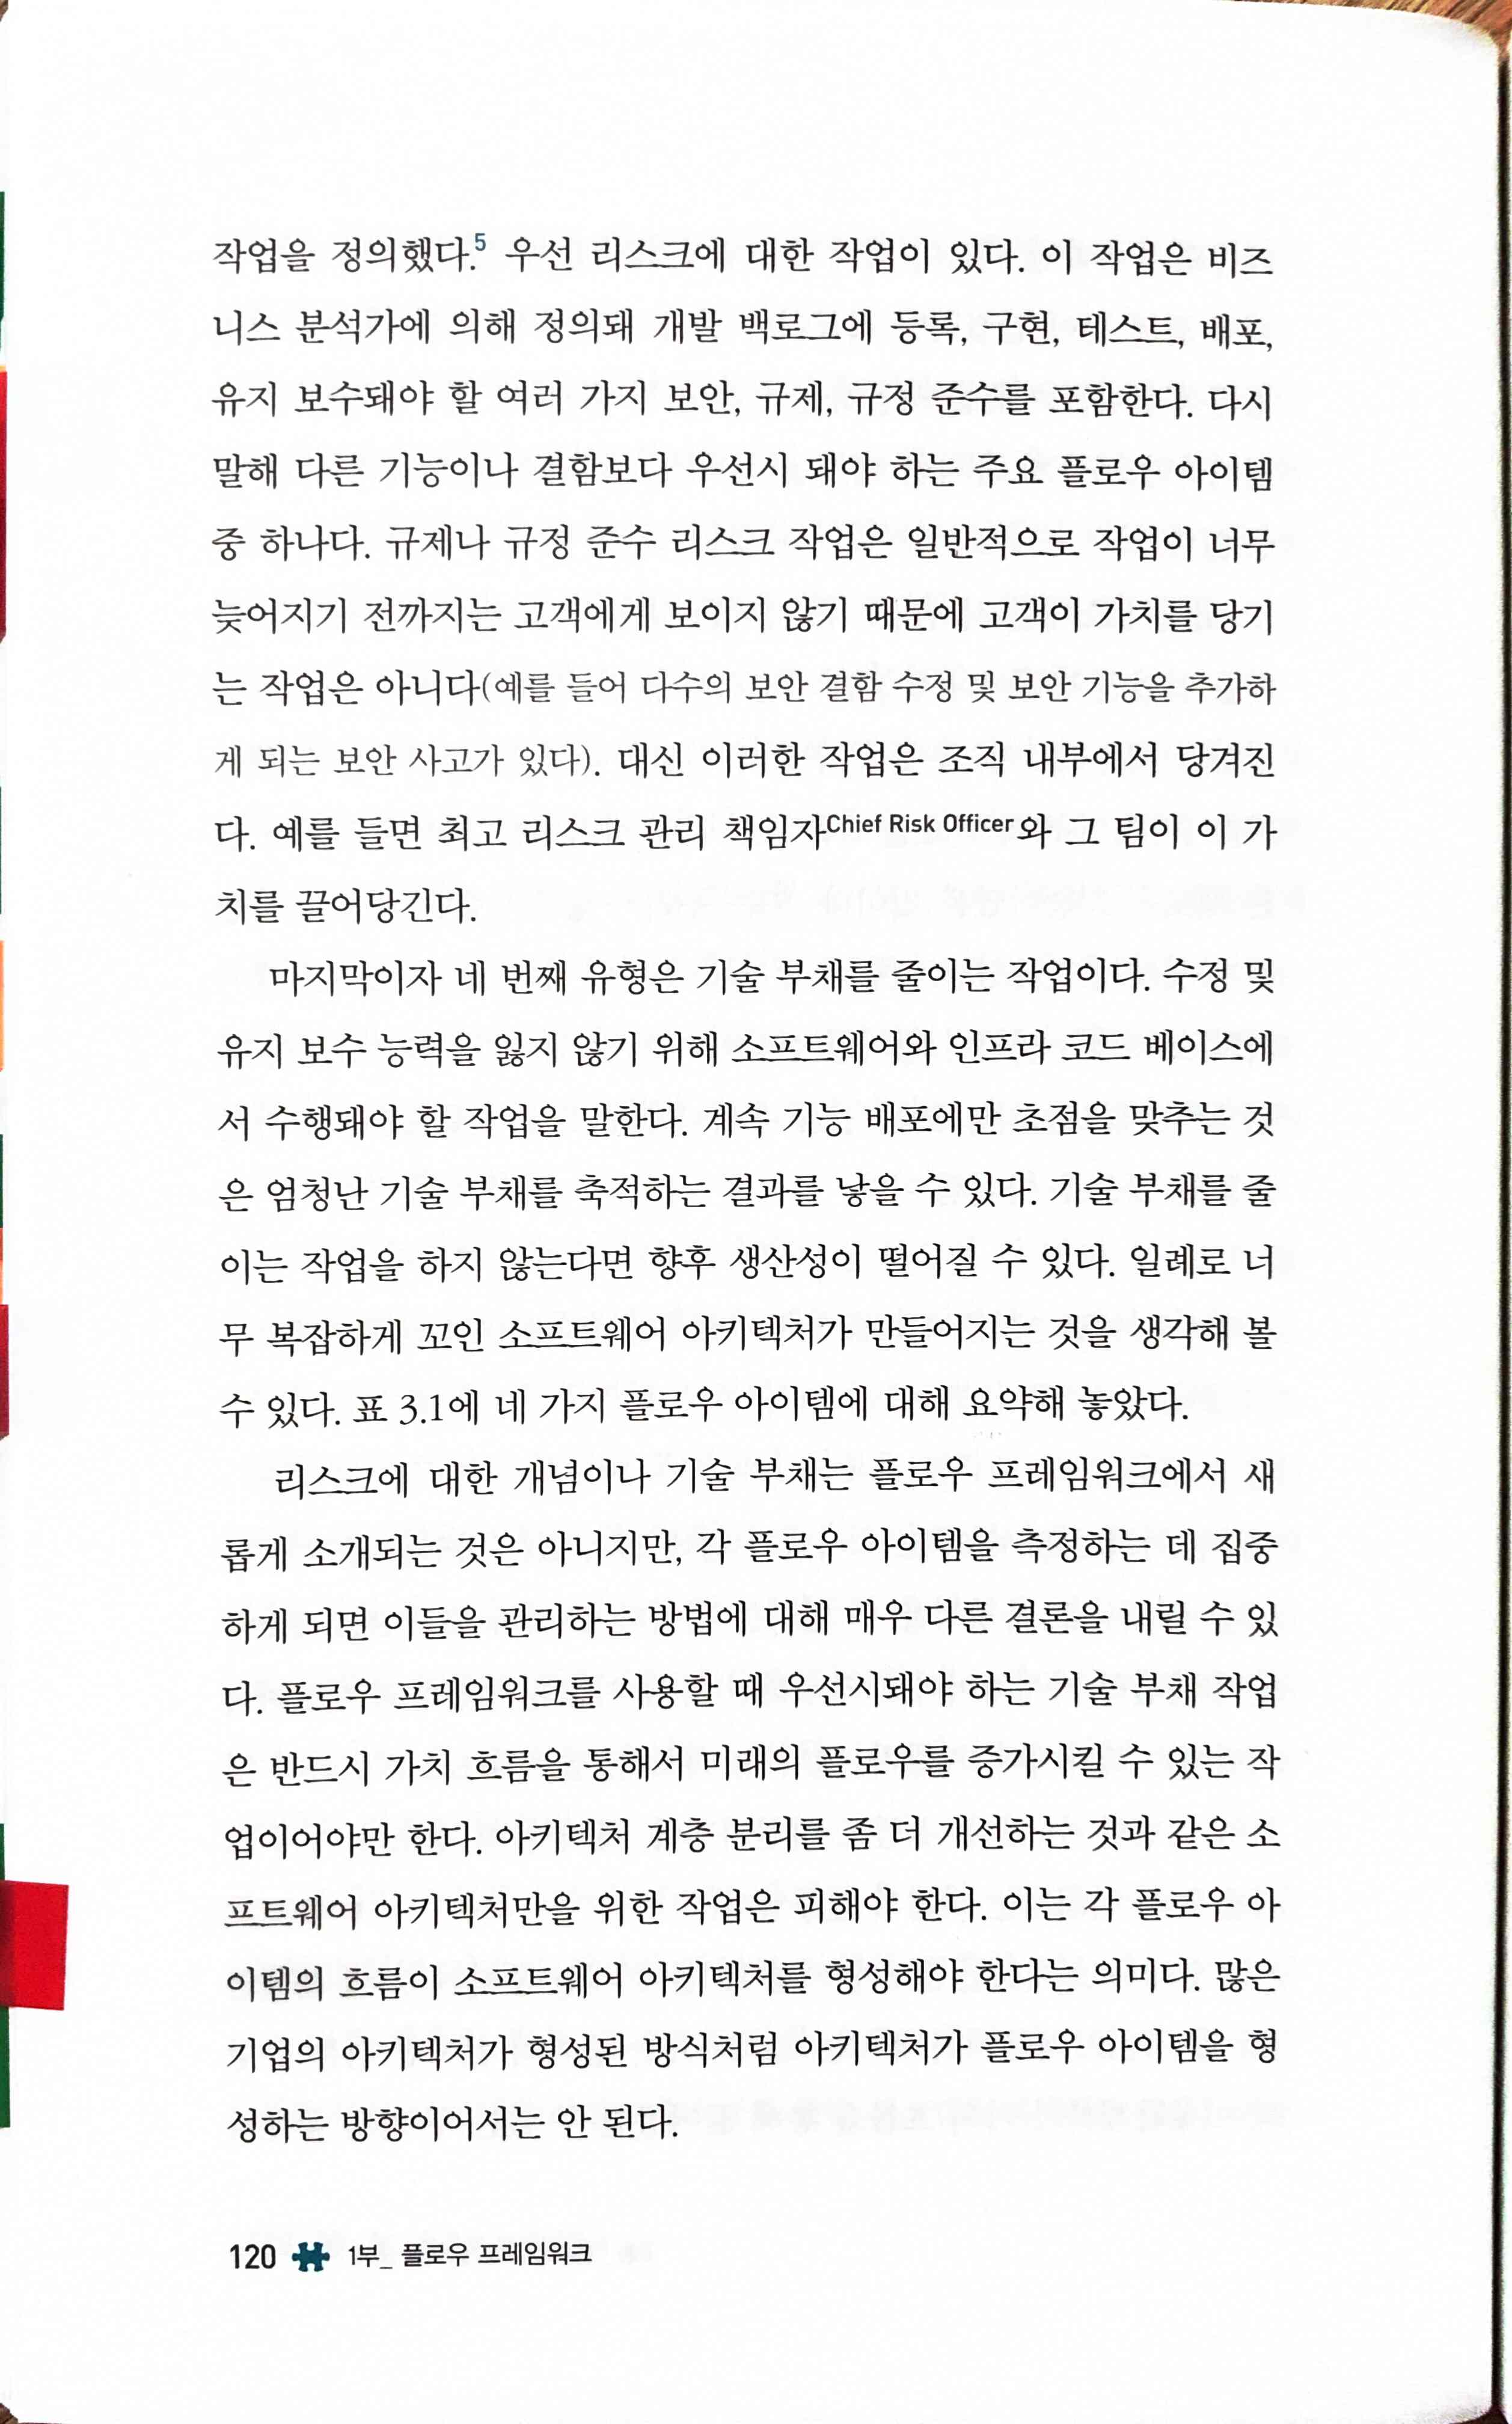 작업을 정의했다.5 우선 리스크에 대한 작업이 있다. 이 작업은 비즈
니스 분석가에 의해 정의돼 개발 백로그에 등록, 구현, 테스트, 배포,
유지 보수돼야 할 여러 가지 보안, 규제, 규정 준수를 포함한다. 다시
말해 다른 기능이나 결함보다 우선시 돼야 하는 주요 플로우 아이템
중 하나다. 규제나 규정 준수 리스크 작업은 일반적으로 작업이 너무
늦어지기 전까지는 고객에게 보이지 않기 때문에 고객이 가치를 당기
는 작업은 아니다(예를 들어 다수의 보안 결함 수정 및 보안 기능을 추가하
게 되는 보안 사고가 있다). 대신 이러한 작업은 조직 내부에서 당겨진
다. 예를 들면 최고 리스크 관리 책임자Chief Risk Officer와 그 팀이 이 가
치를 끌어당긴다.
마지막이자 네 번째 유형은 기술 부채를 줄이는 작업이다. 수정 및
유지 보수 능력을 잃지 않기 위해 소프트웨어와 인프라 코드 베이스에
서 수행돼야 할 작업을 말한다. 계속 기능 배포에만 초점을 맞추는 것
은 엄청난 기술 부채를 축적하는 결과를 낳을 수 있다. 기술 부채를 줄
이는 작업을 하지 않는다면 향후 생산성이 떨어질 수 있다. 일례로 너
무 복잡하게 꼬인 소프트웨어 아키텍처가 만들어지는 것을 생각해 볼
수 있다. 표 3.1에 네 가지 플로우 아이템에 대해 요약해 놓았다.
리스크에 대한 개념이나 기술 부채는 플로우 프레임워크에서 새
롭게 소개되는 것은 아니지만, 각 플로우 아이템을 측정하는 데 집중
하게 되면 이들을 관리하는 방법에 대해 매우 다른 결론을 내릴 수 있
다. 플로우 프레임워크를 사용할 때 우선시돼야 하는 기술 부채 작업
은 반드시 가치 흐름을 통해서 미래의 플로우를 증가시킬 수 있는 작
업이어야만 한다. 아키텍처 계층 분리를 좀 더 개선하는 것과 같은 소
프트웨어 아키텍처만을 위한 작업은 피해야 한다. 이는 각 플로우 아
이템의 흐름이 소프트웨어 아키텍처를 형성해야 한다는 의미다. 많은
기업의 아키텍처가 형성된 방식처럼 아키텍처가 플로우 아이템을 형
성하는 방향이어서는 안 된다.
120 1부_ 플로우 프레임워크